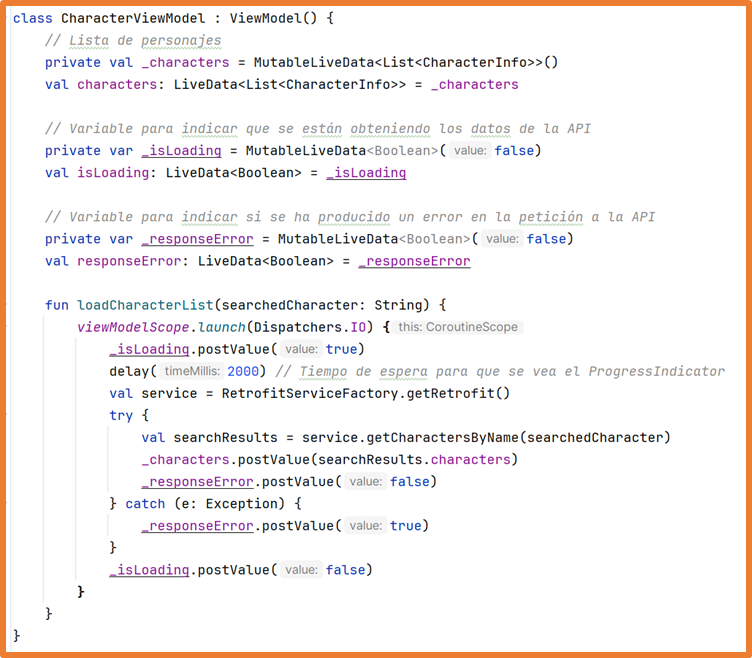 class CharacterViewModel : ViewModel() {
    // Lista de personajes
    private val _characters = MutableLiveData<List<CharacterInfo>>()
    val characters: LiveData<List<CharacterInfo>> = _characters

    // Variable para indicar que se están obteniendo los datos de la API
    private var _isLoading = MutableLiveData<Boolean>( value: false)
    val isLoading: LiveData<Boolean> = _isLoading

    // Variable para indicar si se ha producido un error en la petición a la API
    private var _responseError = MutableLiveData<Boolean>( value: false)
    val responseError: LiveData<Boolean> = _responseError

    fun loadCharacterList(searchedCharacter: String) {
        viewModelScope.launch(Dispatchers.IO) { this: CoroutineScope
            _isLoading.postValue( value: true)
            delay( timeMillis: 2000) // Tiempo de espera para que se vea el ProgressIndicator
            val service = RetrofitServiceFactory.getRetrofit()
            try {
                val searchResults = service.getCharactersByName(searchedCharacter)
                _characters.postValue(searchResults.characters)
                _responseError.postValue( value: false)
            } catch (e: Exception) {
                _responseError.postValue( value: true)
            }
            _isLoading.postValue( value: false)
        }
    }
}